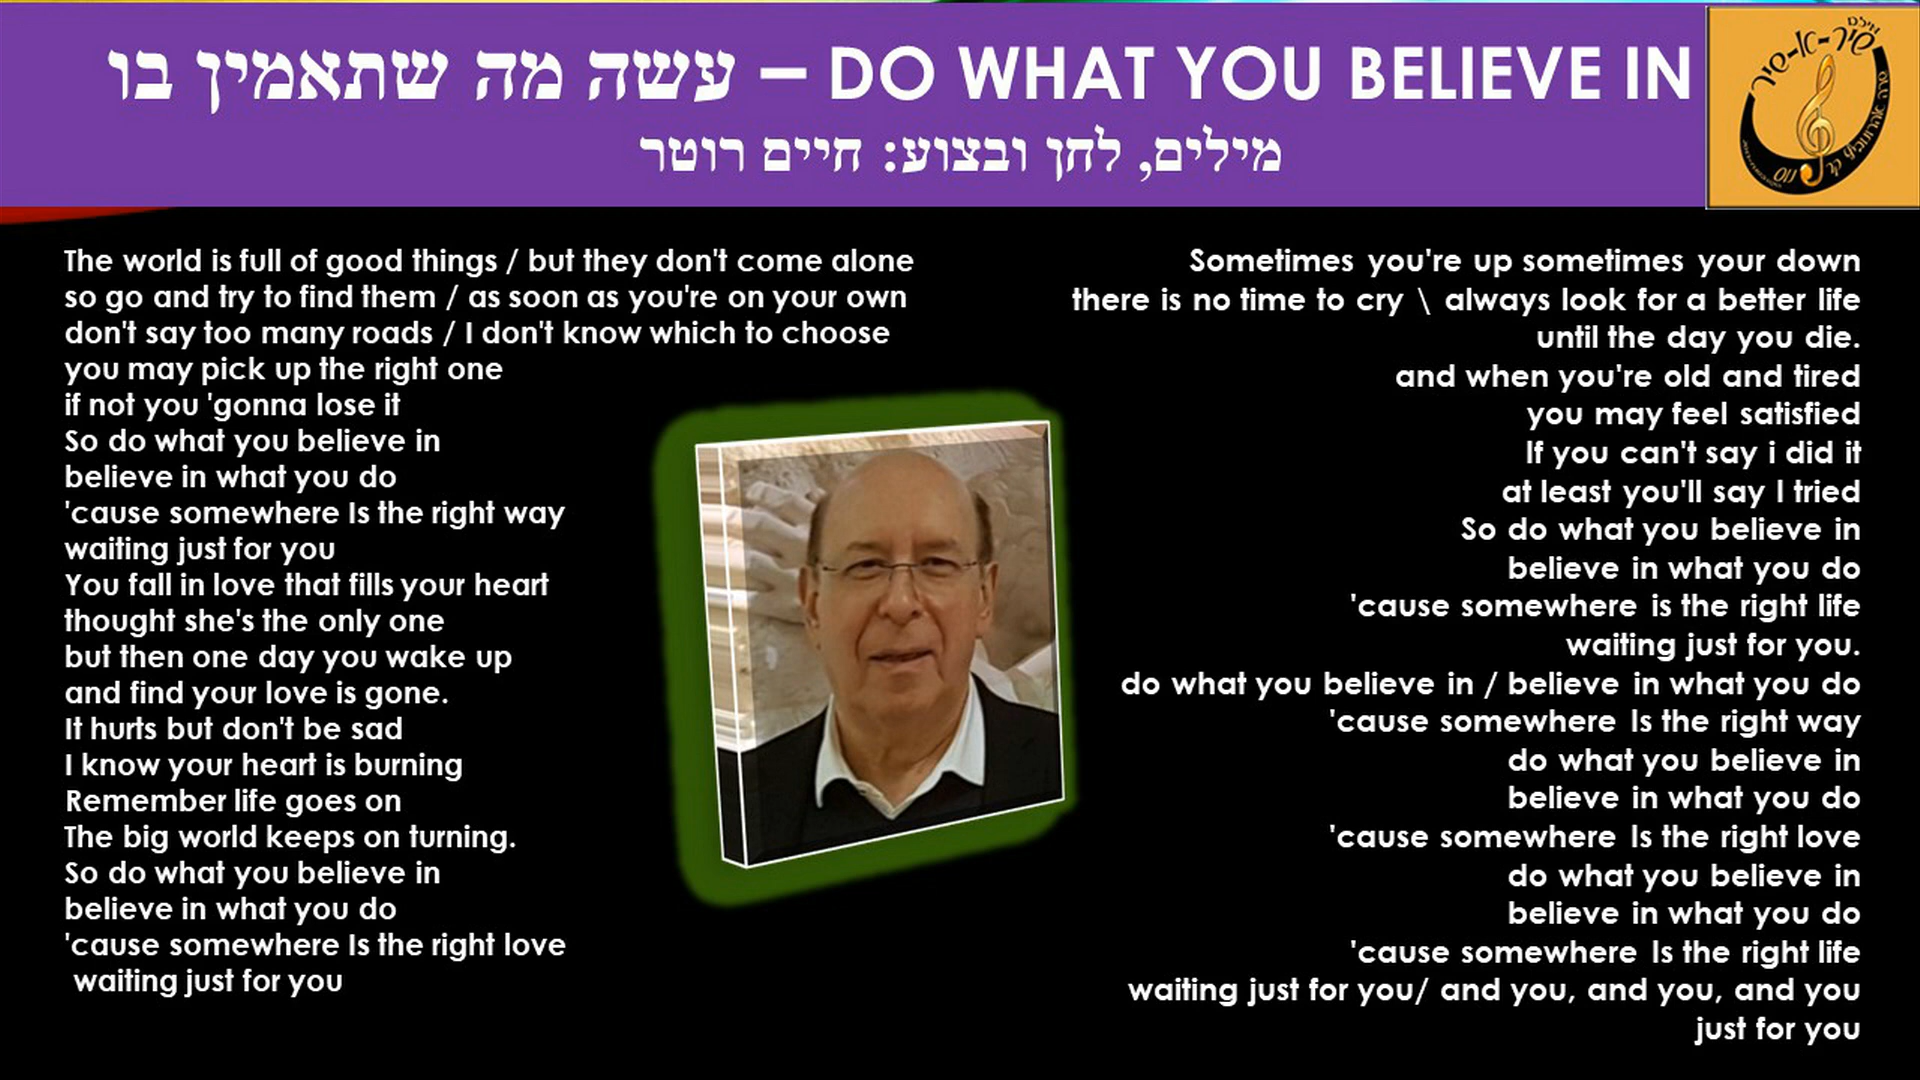 עשה מה שתאמין בו – DO WHAT YOU BELIEVE IN
מילים, לחן ובצוע: חיים רוטר
שיר-א-שיר
The world is full of good things / but they don't come alone
so go and try to find them / as soon as you're on your own
don't say too many roads / I don't know which to choose
you may pick up the right one
if not you 'gonna lose it
So do what you believe in
believe in what you do
'cause somewhere Is the right way
waiting just for you
You fall in love that fills your heart
thought she's the only one
but then one day you wake up
and find your love is gone.
It hurts but don't be sad
I know your heart is burning
Remember life goes on
The big world keeps on turning.
So do what you believe in
believe in what you do
'cause somewhere Is the right love
waiting just for you
Sometimes you're up sometimes your down
there is no time to cry \ always look for a better life
until the day you die.
and when you're old and tired
you may feel satisfied
If you can't say i did it
at least you'll say I tried
So do what you believe in
believe in what you do
'cause somewhere is the right life
waiting just for you.
do what you believe in / believe in what you do
'cause somewhere Is the right way
do what you believe in
believe in what you do
'cause somewhere Is the right love
do what you believe in
believe in what you do
'cause somewhere Is the right life
waiting just for you/ and you, and you, and you
just for you